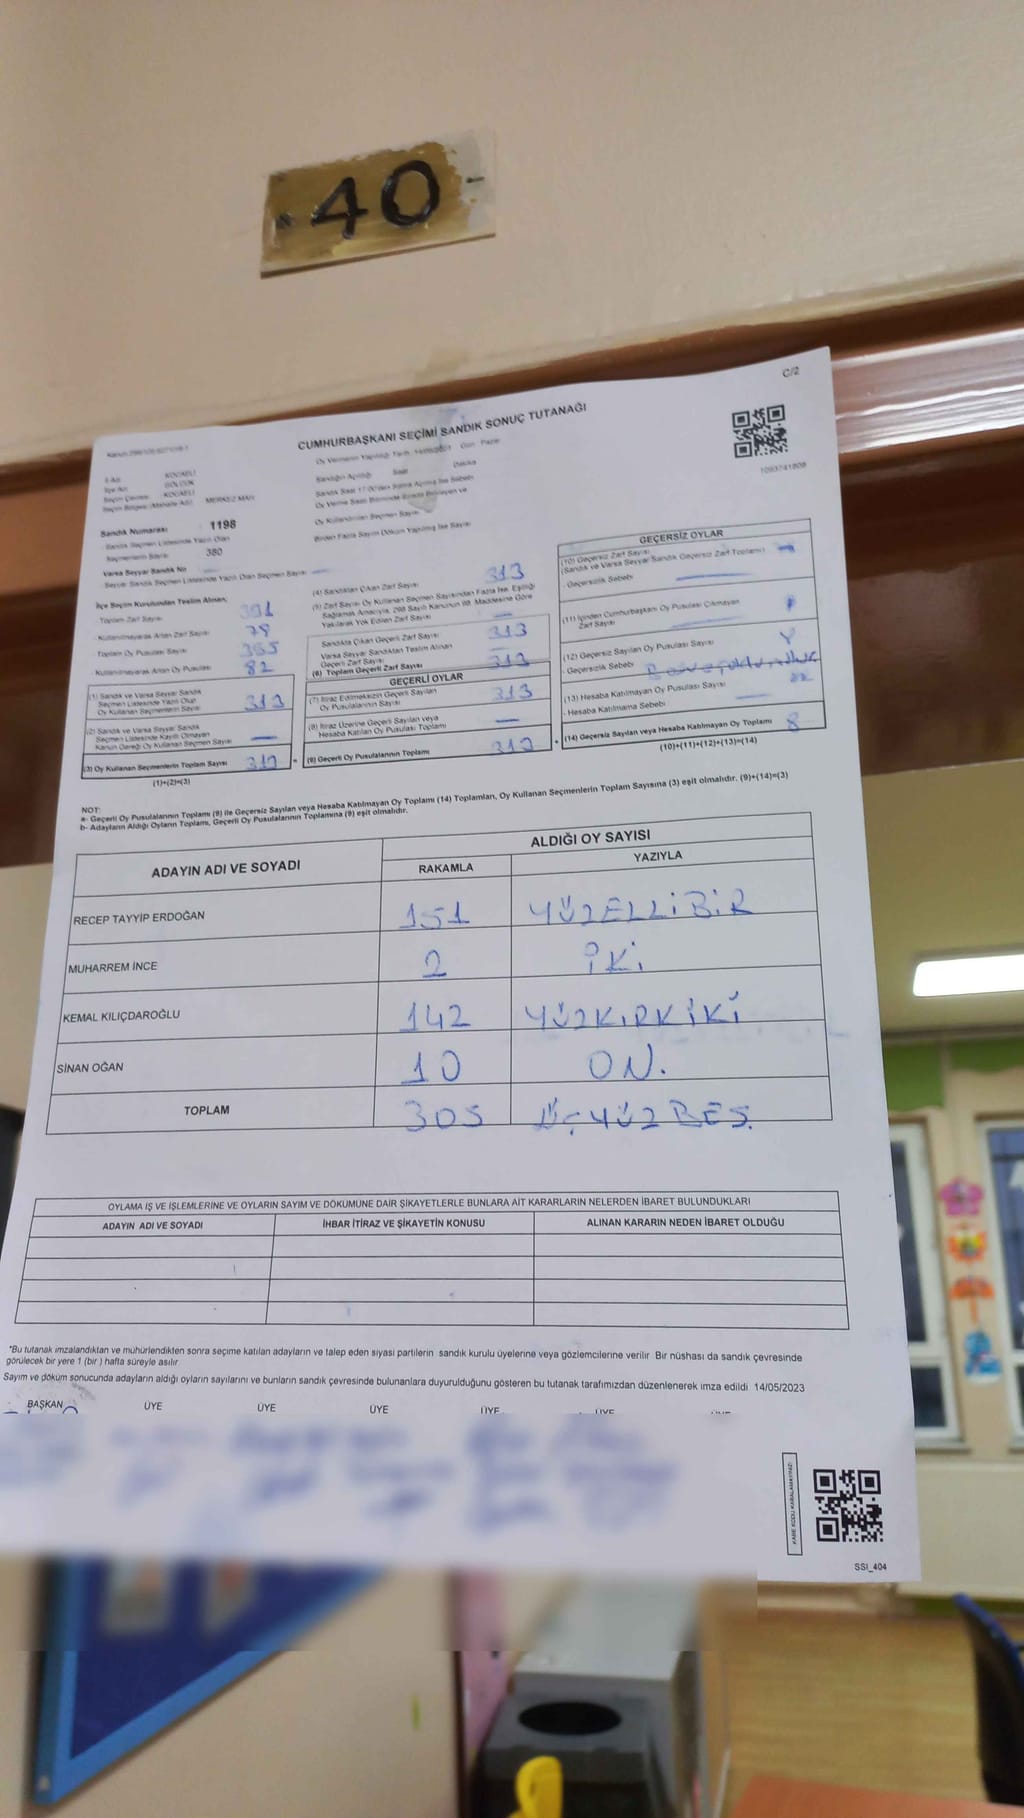 -40-
C/2
CUMHURBAŞKANI SEÇİMİ SANDIK SONUÇ TUTANAĞI
Oy Vermenin Yapıldığı Tarih: 14/05/2023 Gün: Pazar
1093741808
İli Adı: KOCAELİ
İlçe Adı: GÖLCÜK
Seçim Çevresi: KOCAELİ
Seçim Bölgesi (Mahalle Adı): MERKEZ MAH.
Sandığın Açıldığı Saat Dakika
Oy Kullandırılan Seçmen Sayısı
Birden Fazla Sayım Döküm Yapılmış İse Sayısı
Sandık Numarası 1198
- Sandık Seçmen Listesinde Yazılı Olan
Seçmenlerin Sayısı 380
Varsa Seyyar Sandık No
Seyyar Sandık Seçmen Listesinde Yazılı Olan Seçmen Sayısı
İlçe Seçim Kurulundan Teslim Alınan;
Toplam Zarf Sayısı 391
- Kullanılmayarak Artan Zarf Sayısı 78
- Toplam Oy Pusulası Sayısı 395
Kullanılmayarak Artan Oy Pusulası 82
(1) Sandık ve Varsa Seyyar Sandık
Seçmen Listesinde Yazılı Olup
Oy Kullanan Seçmenlerin Sayısı 313
(2) Sandık ve Varsa Seyyar Sandık
Seçmen Listesinde Kayıtlı Olmayan
Kanun Gereği Oy Kullanan Seçmen Sayısı —
(3) Oy Kullanan Seçmenlerin Toplam Sayısı 313
(1)+(2)=(3)
(4) Sandıktan Çıkan Zarf Sayısı 313
(5) Zarf Sayısı Oy Kullanan Seçmen Sayısından Fazla İse, Eşitliği
Sağlamak Amacıyla, 298 Sayılı Kanunun 98. Maddesine Göre
Yakılarak Yok Edilen Zarf Sayısı —
Sandıkta Çıkan Geçerli Zarf Sayısı 313
Varsa Seyyar Sandıktan Teslim Alınan
Geçerli Zarf Sayısı —
(6) Toplam Geçerli Zarf Sayısı 313
GEÇERLİ OYLAR
(7) İtiraz Edilmeksizin Geçerli Sayılan
Oy Pusulasının Sayısı 313
(8) İtiraz Üzerine Geçerli Sayılan veya
Hesaba Katılan Oy Pusulası Toplamı —
(9) Geçerli Oy Pusulalarının Toplamı 313
GEÇERSİZ OYLAR
(10) Geçersiz Zarf Sayısı
(Sandık ve Varsa Seyyar Sandık Geçersiz Zarf Toplamı) —
- Geçersizlik Sebebi
(11) İçinden Cumhurbaşkanı Oy Pusulası Çıkmayan
Zarf Sayısı
(12) Geçersiz Sayılan Oy Pusulası Sayısı
- Geçersizlik Sebebi
(13) Hesaba Katılmayan Oy Pusulası Sayısı —
- Hesaba Katılmama Sebebi
(14) Geçersiz Sayılan veya Hesaba Katılmayan Oy Toplamı 8
(10)+(11)+(12)+(13)=(14)
NOT:
a- Geçerli Oy Pusulalarının Toplamı (9) ile Geçersiz Sayılan veya Hesaba Katılmayan Oy Toplamı (14) Toplamları, Oy Kullanan Seçmenlerin Toplam Sayısına (3) eşit olmalıdır. (9)+(14)=(3)
b- Adayların Aldığı Oyların Toplamı, Geçerli Oy Pusulalarının Toplamına (9) eşit olmalıdır.
ADAYIN ADI VE SOYADI ALDIĞI OY SAYISI
RAKAMLA YAZIYLA
RECEP TAYYİP ERDOĞAN 151 YÜZELLİBİR
MUHARREM İNCE 2 İKİ
KEMAL KILIÇDAROĞLU 142 YÜZKIRKİKİ
SİNAN OĞAN 10 ON.
TOPLAM 305 ÜÇYÜZBEŞ.
OYLAMA İŞ VE İŞLEMLERİNE VE OYLARIN SAYIM VE DÖKÜMÜNE DAİR ŞİKAYETLERLE BUNLARA AİT KARARLARIN NELERDEN İBARET BULUNDUKLARI
ADAYIN ADI VE SOYADI İHBAR İTİRAZ VE ŞİKAYETİN KONUSU ALINAN KARARIN NEDEN İBARET OLDUĞU
*Bu tutanak imzalandıktan ve mühürlendikten sonra seçime katılan adayların ve talep eden siyasi partilerin sandık kurulu üyelerine veya gözlemcilerine verilir. Bir nüshası da sandık çevresinde
görülecek bir yere 1 (bir) hafta süreyle asılır.
Sayım ve döküm sonucunda adayların aldığı oyların sayılarını ve bunların sandık çevresinde bulunanlara duyurulduğunu gösteren bu tutanak tarafımızdan düzenlenerek imza edildi. 14/05/2023
BAŞKAN ÜYE ÜYE ÜYE ÜYE ÜYE
KARE KODU KARALAMAYINIZ!
SSI_404